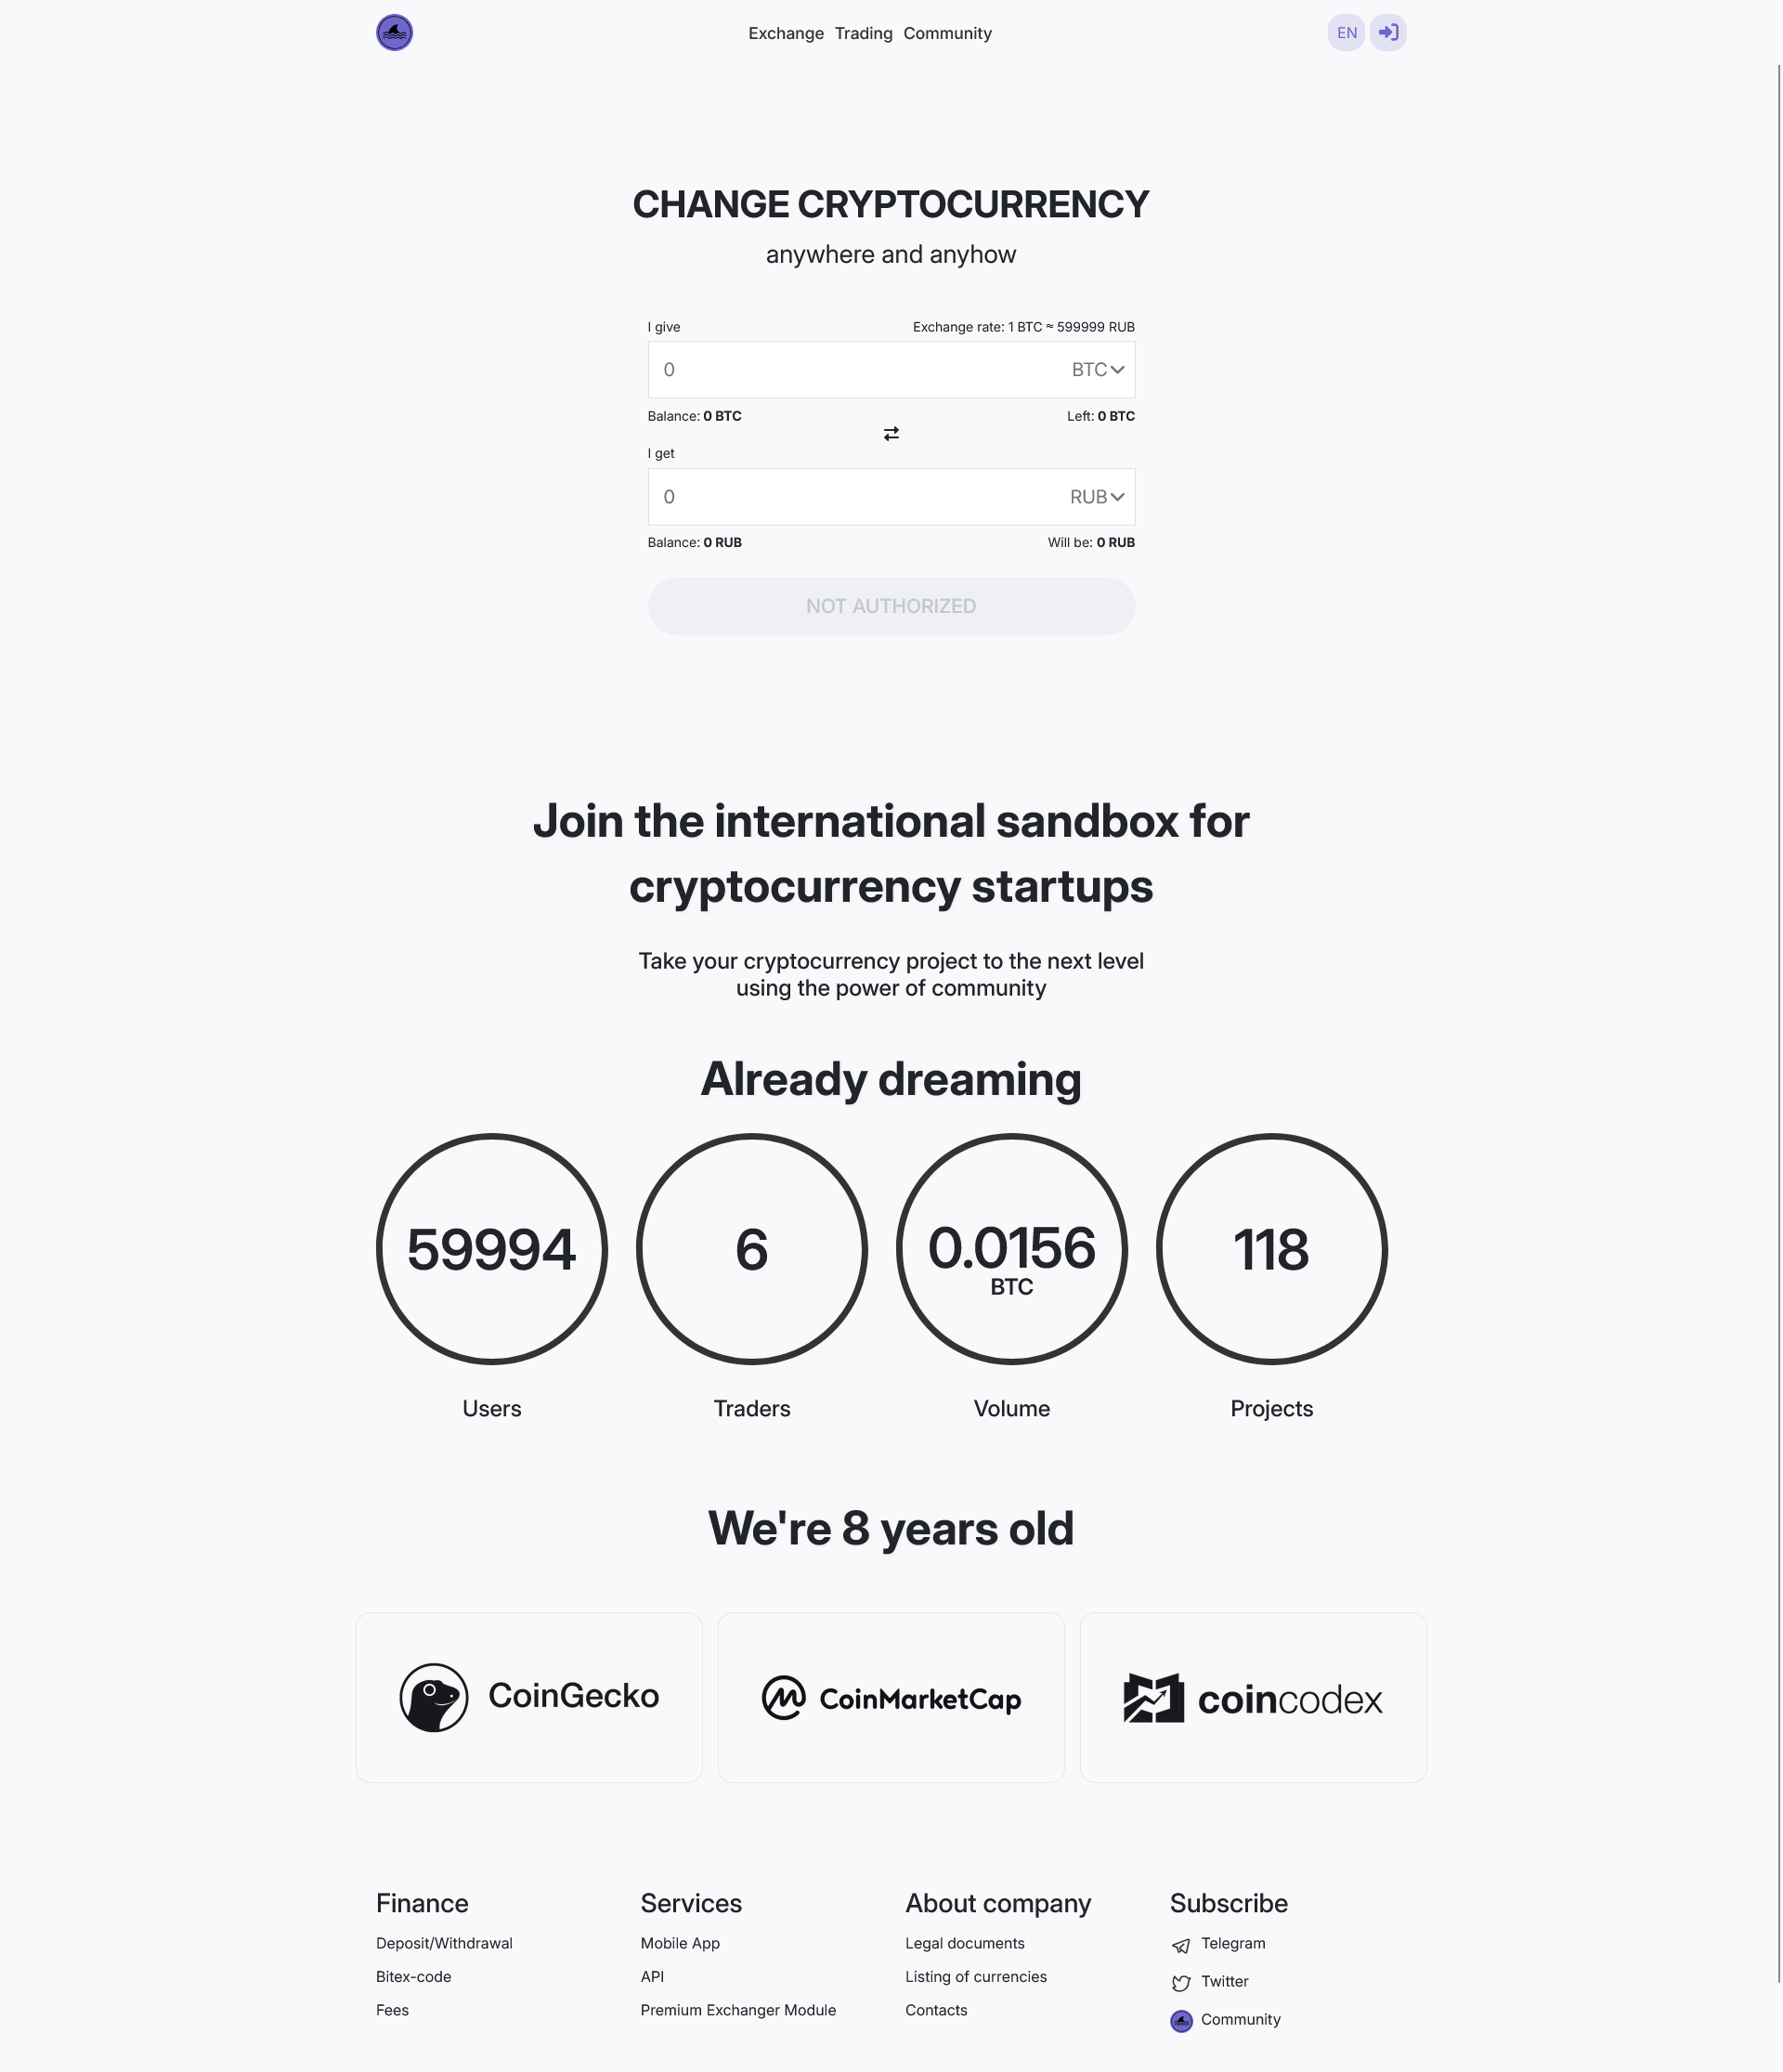 Exchange Trading Community
EN
CHANGE CRYPTOCURRENCY
anywhere and anyhow
I give
Exchange rate: 1 BTC ≈ 599999 RUB
0
BTC
Balance: 0 BTC
Left: 0 BTC
I get
0
RUB
Balance: 0 RUB
Will be: 0 RUB
NOT AUTHORIZED
Join the international sandbox for
cryptocurrency startups
Take your cryptocurrency project to the next level
using the power of community
Already dreaming
59994
Users
6
Traders
0.0156
BTC
Volume
118
Projects
We're 8 years old
CoinGecko
CoinMarketCap
coincodex
Finance
Deposit/Withdrawal
Bitex-code
Fees
Services
Mobile App
API
Premium Exchanger Module
About company
Legal documents
Listing of currencies
Contacts
Subscribe
Telegram
Twitter
Community